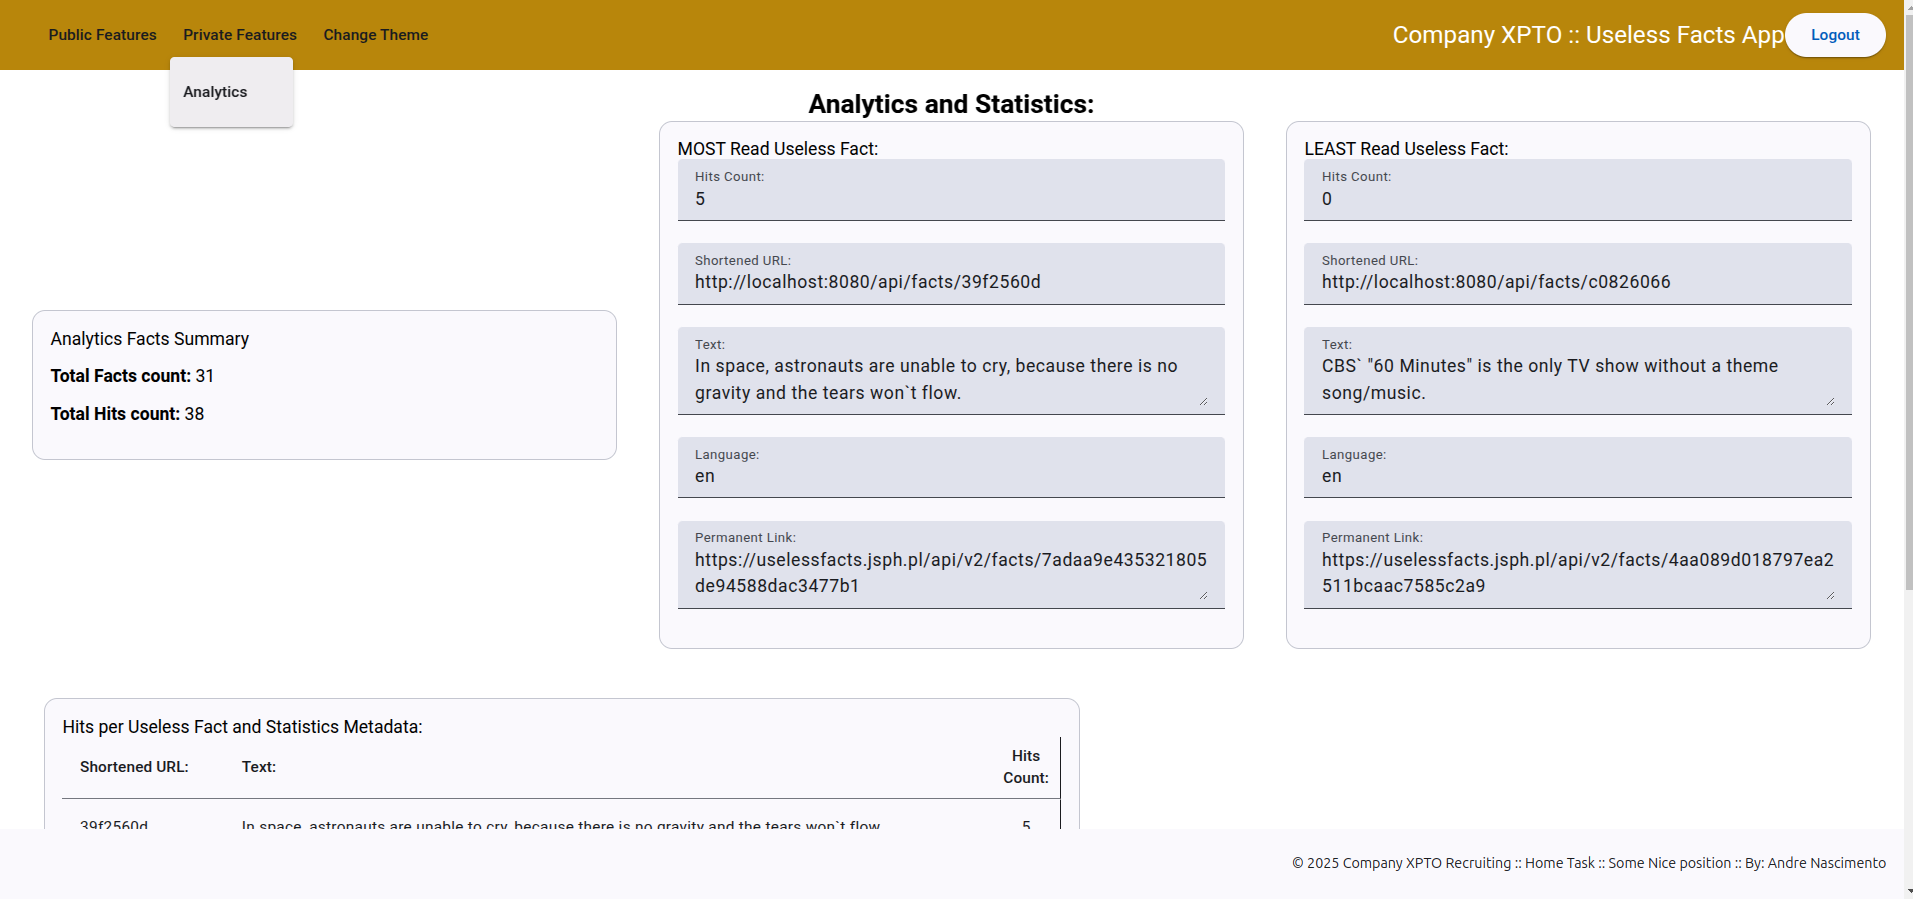 Public Features
Private Features
Change Theme
Company XPTO :: Useless Facts App
Logout
Analytics
Analytics and Statistics:
Analytics Facts Summary
Total Facts count: 31
Total Hits count: 38
MOST Read Useless Fact:
Hits Count:
5
Shortened URL:
http://localhost:8080/api/facts/39f2560d
Text:
In space, astronauts are unable to cry, because there is no
gravity and the tears won`t flow.
Language:
en
Permanent Link:
https://uselessfacts.jsph.pl/api/v2/facts/7adaa9e435321805
de94588dac3477b1
LEAST Read Useless Fact:
Hits Count:
0
Shortened URL:
http://localhost:8080/api/facts/c0826066
Text:
CBS` "60 Minutes" is the only TV show without a theme
song/music.
Language:
en
Permanent Link:
https://uselessfacts.jsph.pl/api/v2/facts/4aa089d018797ea2
511bcaac7585c2a9
Hits per Useless Fact and Statistics Metadata:
Shortened URL:
Text:
Hits
Count:
39f2560d
In space, astronauts are unable to cry, because there is no gravity and the tears won`t flow.
5
© 2025 Company XPTO Recruiting :: Home Task :: Some Nice position :: By: Andre Nascimento